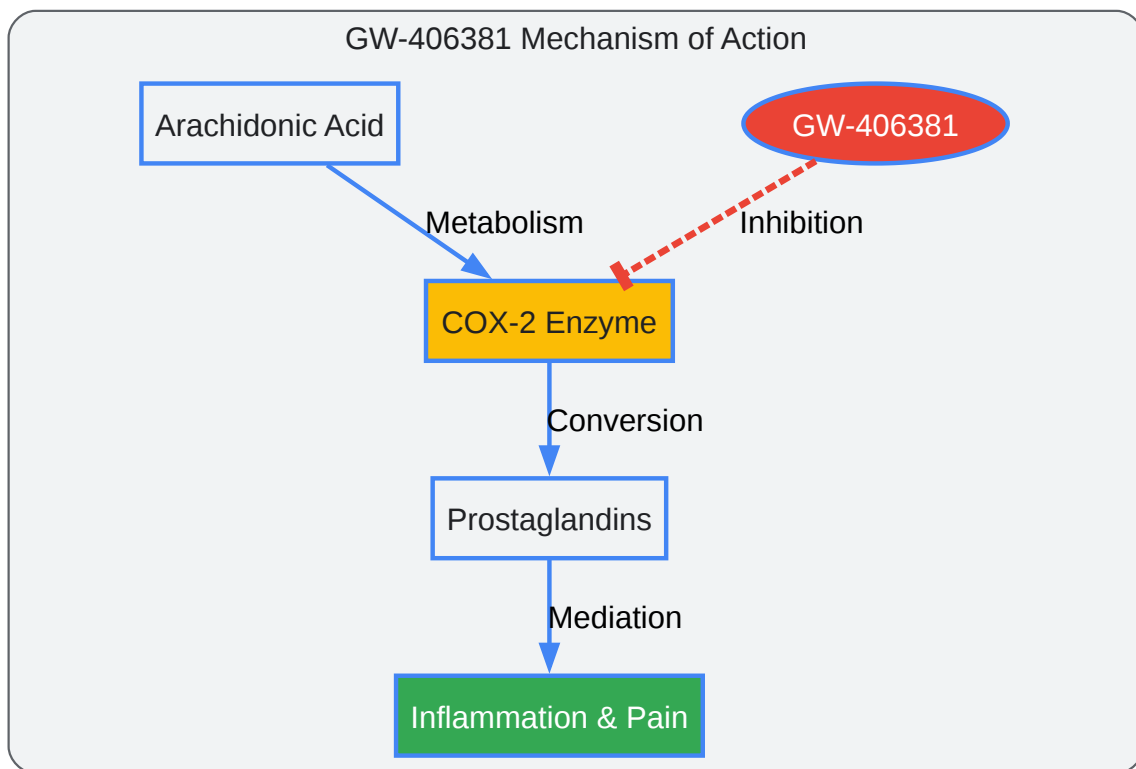 GW-406381 Mechanism of Action
Arachidonic Acid
GW-406381
Metabolism
Inhibition
COX-2 Enzyme
Conversion
Prostaglandins
Mediation
Inflammation & Pain